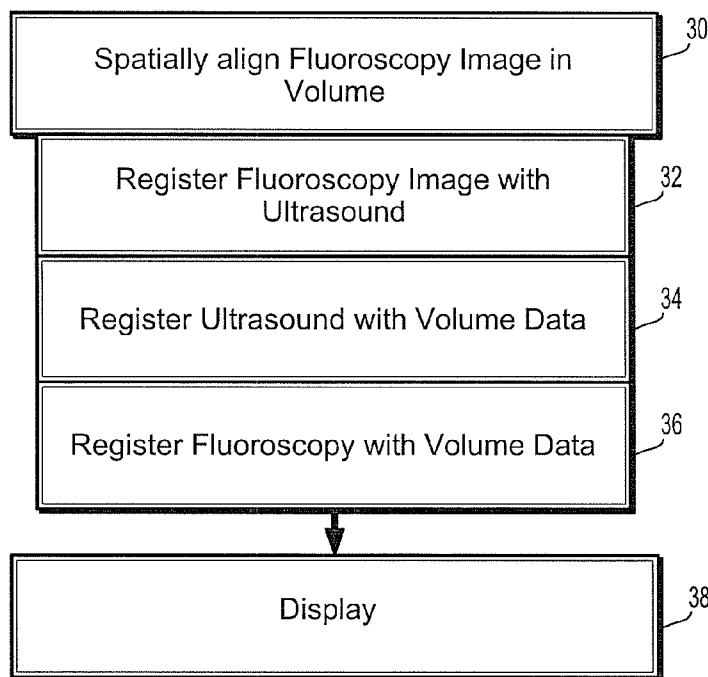 30
Spatially align Fluoroscopy Image in
Volume
Register Fluoroscopy Image with
Ultrasound
32
Register Ultrasound with Volume Data
34
Register Fluoroscopy with Volume Data
36
Display
38